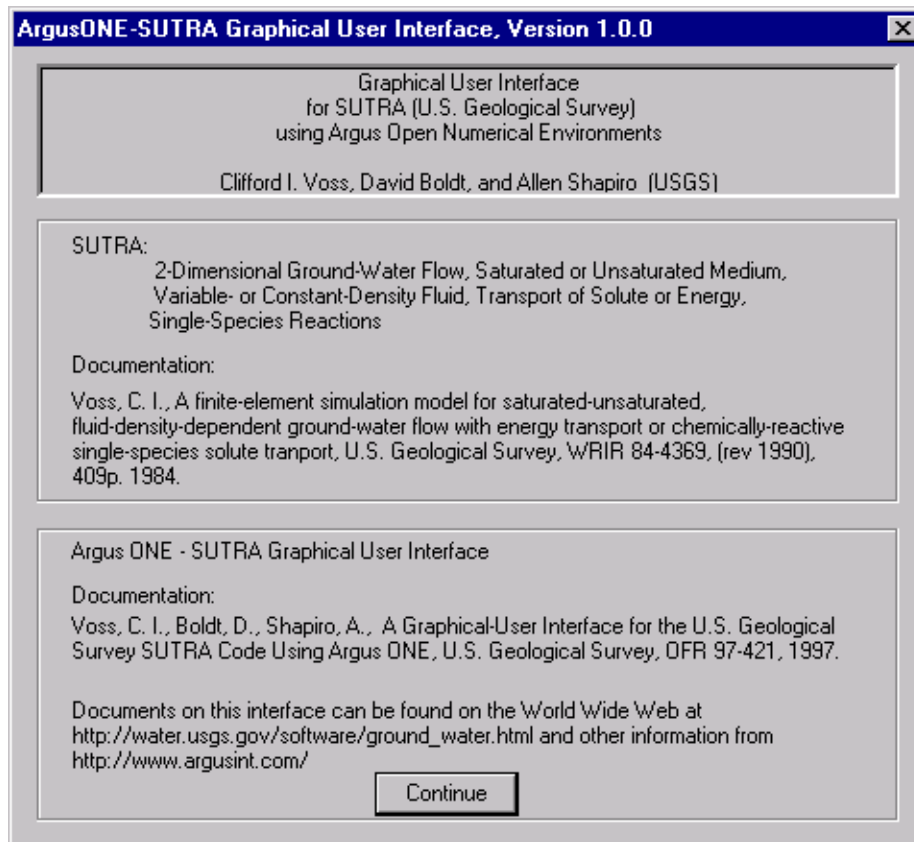 ArgusONE-SUTRA Graphical User Interface, Version 1.0.0
Graphical User Interface
for SUTRA (U.S. Geological Survey)
using Argus Open Numerical Environments
Clifford I. Voss, David Boldt, and Allen Shapiro (USGS)
SUTRA:
2-Dimensional Ground-Water Flow, Saturated or Unsaturated Medium,
Variable- or Constant-Density Fluid, Transport of Solute or Energy,
Single-Species Reactions
Documentation:
Voss, C. I., A finite-element simulation model for saturated-unsaturated,
fluid-density-dependent ground-water flow with energy transport or chemically-reactive
single-species solute tranport, U.S. Geological Survey, WRIR 84-4369, (rev 1990),
409p. 1984.
Argus ONE - SUTRA Graphical User Interface
Documentation:
Voss, C. I., Boldt, D., Shapiro, A., A Graphical-User Interface for the U.S. Geological
Survey SUTRA Code Using Argus ONE, U.S. Geological Survey, OFR 97-421, 1997.
Documents on this interface can be found on the World Wide Web at
http://water.usgs.gov/software/ground_water.html and other information from
http://www.argusint.com/
Continue